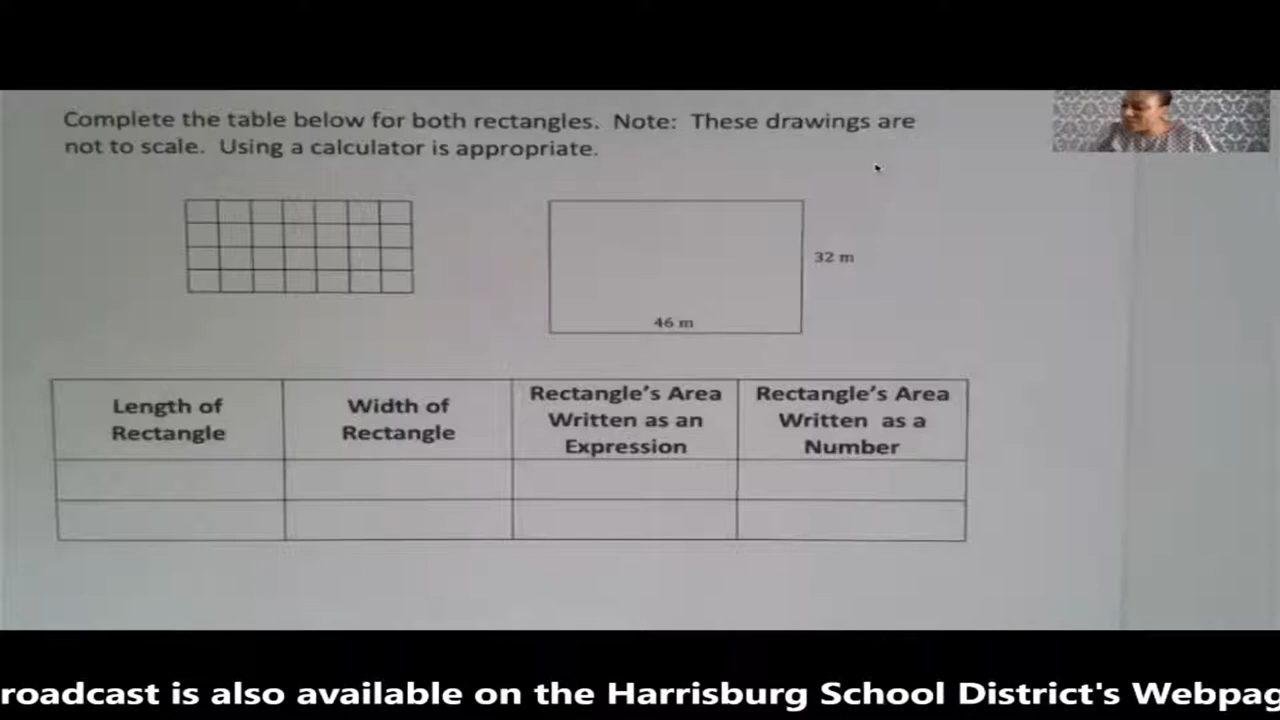 Complete the table below for both rectangles. Note: These drawings are
not to scale. Using a calculator is appropriate.
32 m
46 m
Length of
Rectangle
Width of
Rectangle
Rectangle's Area
Written as an
Expression
Rectangle's Area
Written as a
Number
roadcast is also available on the Harrisburg School District's Webpag